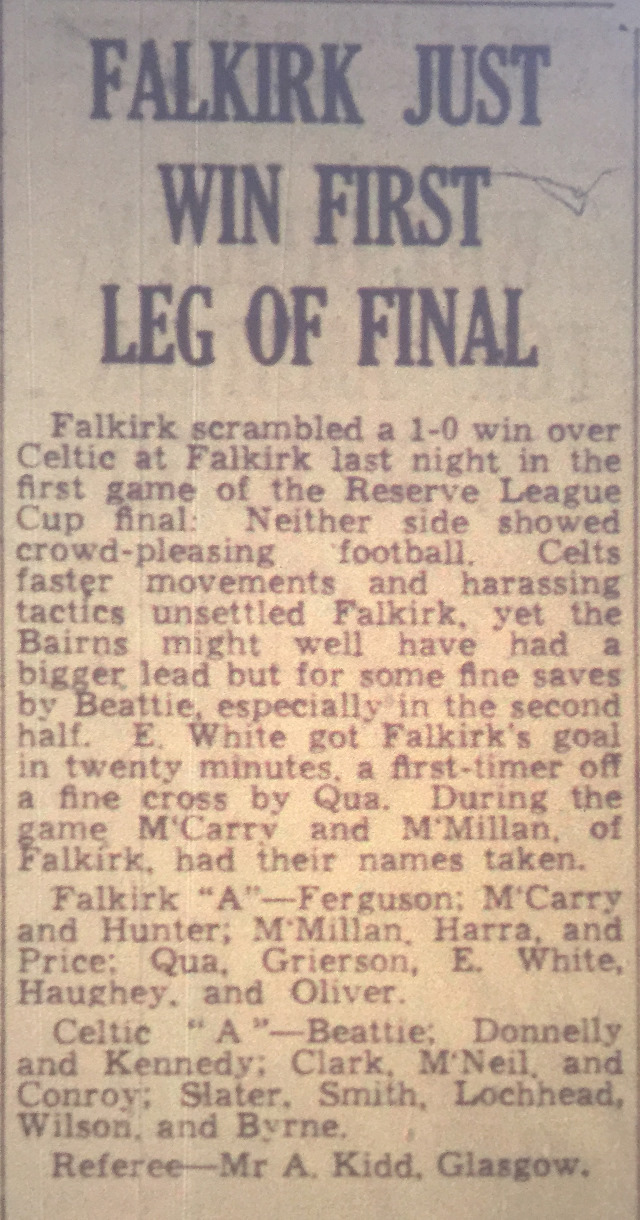 FALKIRK JUST
WIN FIRST
LEG OF FINAL
Falkirk scrambled a 1-0 win over
Celtic at Falkirk last night in the
first game of the Reserve League
Cup final: Neither side showed
crowd-pleasing football. Celts
faster movements and harassing
tactics unsettled Falkirk, yet the
Bairns might well have had a
bigger lead but for some fine saves
by Beattie, especially in the second
half. E. White got Falkirk's goal
in twenty minutes, a first-timer off
a fine cross by Qua. During the
game M'Carry and M'Millan, of
Falkirk, had their names taken.
Falkirk "A"—Ferguson; M'Carry
and Hunter; M'Millan, Harra, and
Price; Qua, Grierson, E. White,
Haughey, and Oliver.
Celtic "A"—Beattie; Donnelly
and Kennedy; Clark, M'Neil, and
Conroy; Slater, Smith, Lochhead,
Wilson, and Byrne.
Referee—Mr A. Kidd, Glasgow.